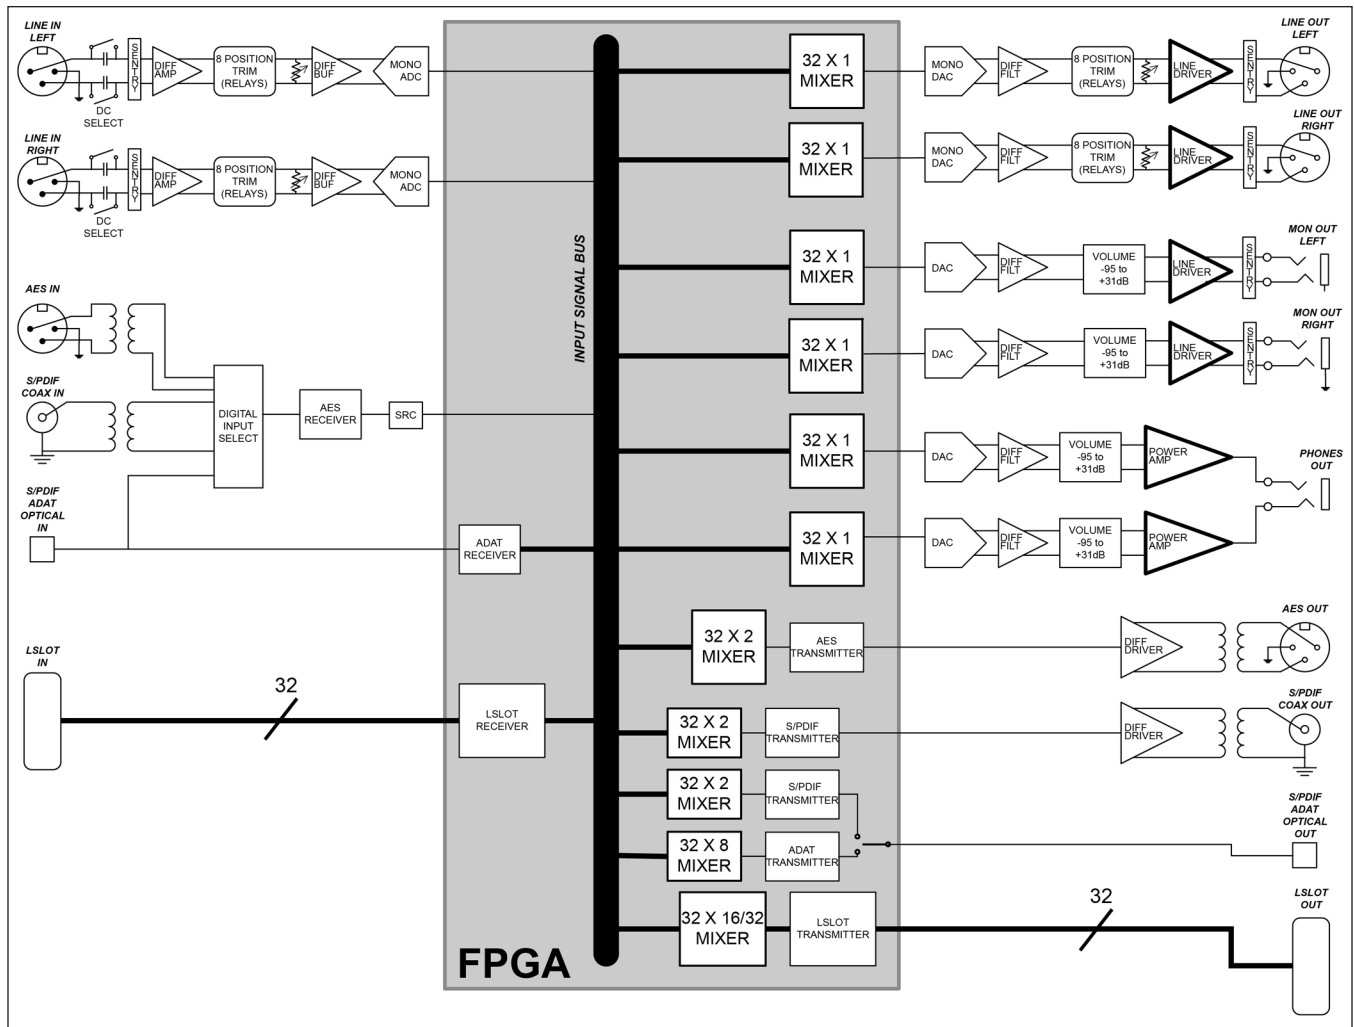 LINE IN
LEFT
SENTRY
DIFF
AMP
8 POSITION
TRIM
(RELAYS)
DIFF
BUF
MONO
ADC
DC
SELECT
LINE IN
RIGHT
SENTRY
DIFF
AMP
8 POSITION
TRIM
(RELAYS)
DIFF
BUF
MONO
ADC
DC
SELECT
AES IN
S/PDIF
COAX IN
DIGITAL
INPUT
SELECT
AES
RECEIVER
SRC
S/PDIF
ADAT
OPTICAL
IN
ADAT
RECEIVER
LSLOT
IN
32
LSLOT
RECEIVER
INPUT SIGNAL BUS
FPGA
32 X 1
MIXER
MONO
DAC
DIFF
FILT
8 POSITION
TRIM
(RELAYS)
LINE
DRIVER
SENTRY
LINE OUT
LEFT
32 X 1
MIXER
MONO
DAC
DIFF
FILT
8 POSITION
TRIM
(RELAYS)
LINE
DRIVER
SENTRY
LINE OUT
RIGHT
32 X 1
MIXER
DAC
DIFF
FILT
VOLUME
-95 to
+31dB
LINE
DRIVER
SENTRY
MON OUT
LEFT
32 X 1
MIXER
DAC
DIFF
FILT
VOLUME
-95 to
+31dB
LINE
DRIVER
SENTRY
MON OUT
RIGHT
32 X 1
MIXER
DAC
DIFF
FILT
VOLUME
-95 to
+31dB
POWER
AMP
PHONES
OUT
32 X 1
MIXER
DAC
DIFF
FILT
VOLUME
-95 to
+31dB
POWER
AMP
32 X 2
MIXER
AES
TRANSMITTER
DIFF
DRIVER
AES OUT
32 X 2
MIXER
S/PDIF
TRANSMITTER
DIFF
DRIVER
S/PDIF
COAX OUT
32 X 2
MIXER
S/PDIF
TRANSMITTER
32 X 8
MIXER
ADAT
TRANSMITTER
S/PDIF
ADAT
OPTICAL
OUT
32 X 16/32
MIXER
LSLOT
TRANSMITTER
32
LSLOT
OUT